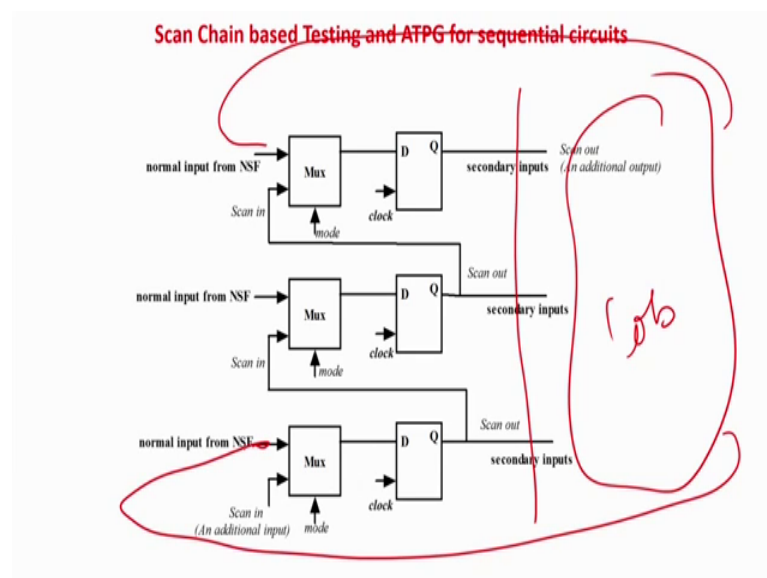 Scan Chain based Testing and ATPG for sequential circuits
normal input from NSF
Mux
D
Q
secondary inputs
Scan out
(An additional output)
Scan in
mode
clock
Scan out
normal input from NSF
Mux
D
Q
secondary inputs
Scan in
mode
clock
Scan out
normal input from NSF
Mux
D
Q
secondary inputs
Scan in
(An additional input)
mode
clock